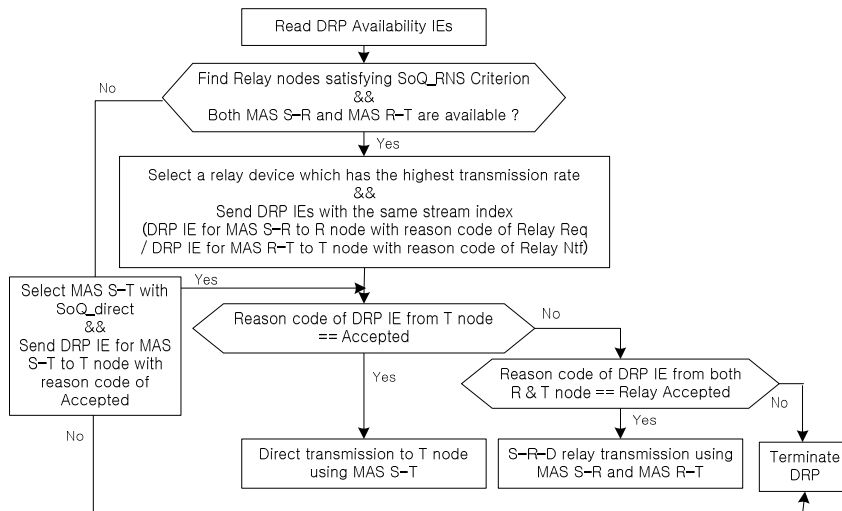 Read DRP Availability IEs
No
Find Relay nodes satisfying SoQ_RNS Criterion
&&
Both MAS S-R and MAS R-T are available ?
Yes
Select a relay device which has the highest transmission rate
&&
Send DRP IEs with the same stream index
(DRP IE for MAS S-R to R node with reason code of Relay Req
/ DRP IE for MAS R-T to T node with reason code of Relay Ntf)
Select MAS S-T with
SoQ_direct
&&
Send DRP IE for MAS
S-T to T node with
reason code of
Accepted
Yes
No
Reason code of DRP IE from T node
== Accepted
No
Yes
Reason code of DRP IE from both
R & T node == Relay Accepted
No
Yes
Direct transmission to T node
using MAS S-T
S-R-D relay transmission using
MAS S-R and MAS R-T
Terminate
DRP